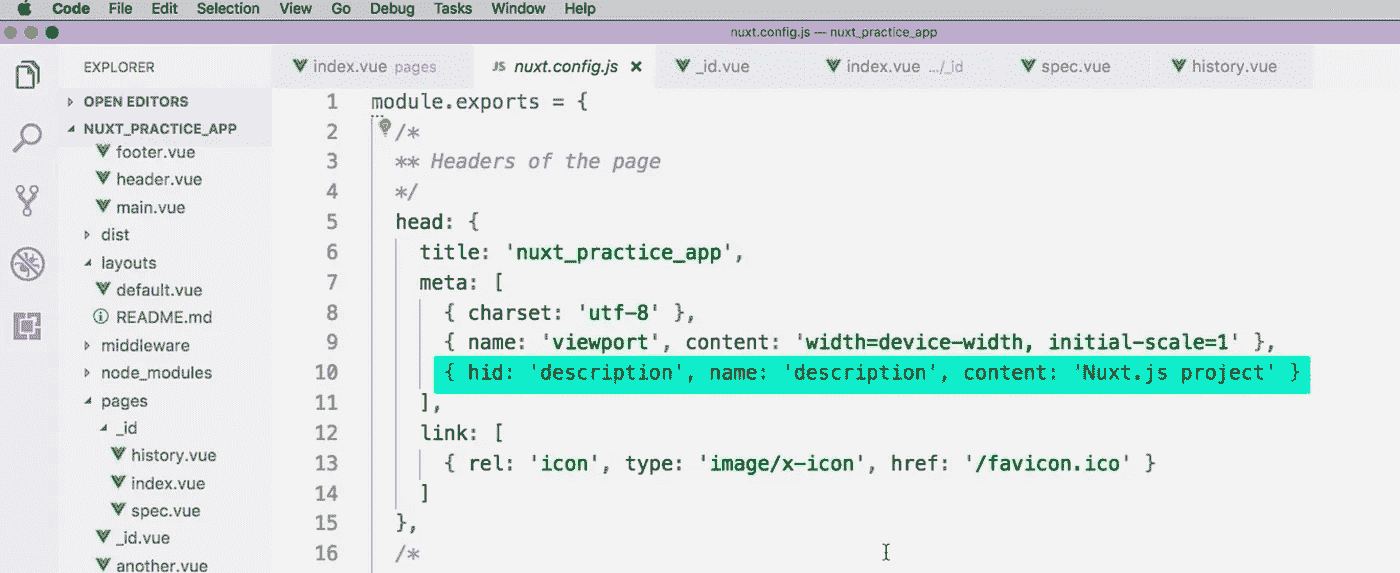 Code File Edit Selection View Go Debug Tasks Window Help
nuxt.config.js — nuxt_practice_app
EXPLORER
OPEN EDITORS
NUXT_PRACTICE_APP
footer.vue
header.vue
main.vue
dist
layouts
default.vue
README.md
middleware
node_modules
pages
_id
history.vue
index.vue
spec.vue
_id.vue
another.vue
index.vue pages JS nuxt.config.js × _id.vue index.vue .../_id spec.vue history.vue
1 module.exports = {
2 /*
3 ** Headers of the page
4 */
5 head: {
6 title: 'nuxt_practice_app',
7 meta: [
8 { charset: 'utf-8' },
9 { name: 'viewport', content: 'width=device-width, initial-scale=1' },
10 { hid: 'description', name: 'description', content: 'Nuxt.js project' }
11 ],
12 link: [
13 { rel: 'icon', type: 'image/x-icon', href: '/favicon.ico' }
14 ]
15 },
16 /*